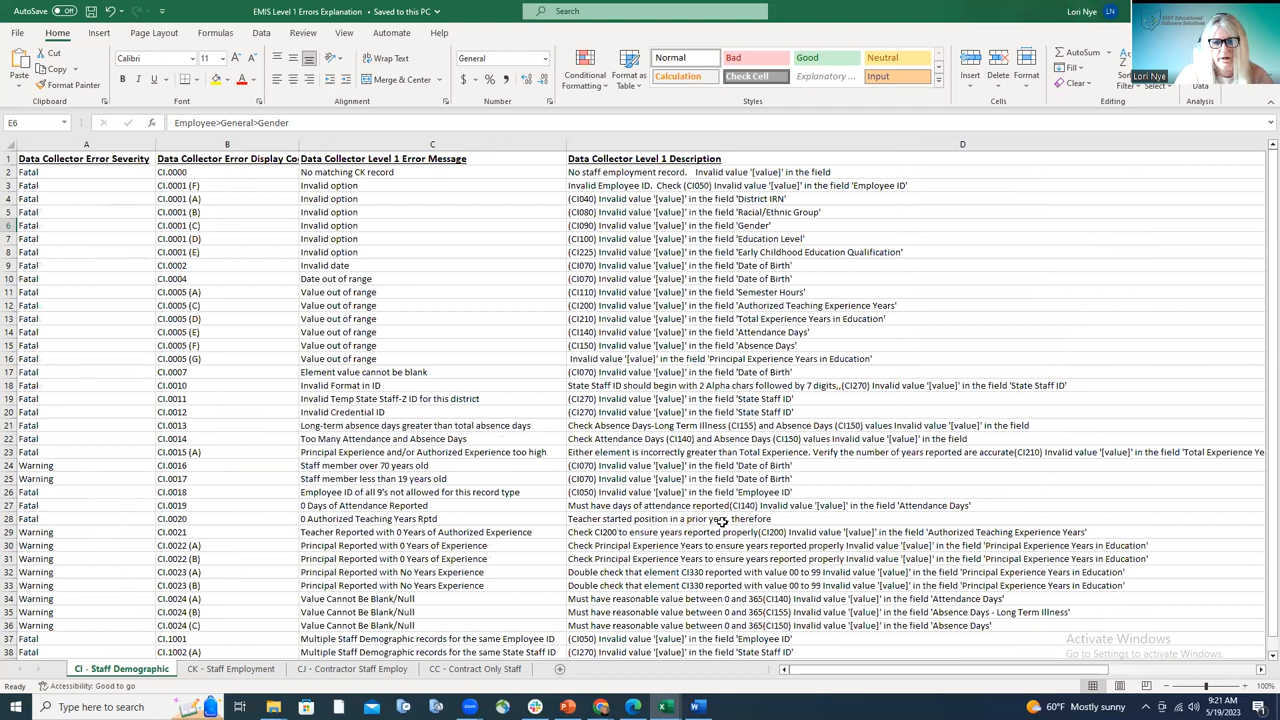 AutoSave Off
EMIS Level 1 Errors Explanation • Saved to this PC
Search
Lori Nye LN
File Home Insert Page Layout Formulas Data Review View Automate Help
Paste
Cut
Copy
Format Painter
Clipboard
Calibri 11
Font
Wrap Text
Merge & Center
Alignment
General
Number
Conditional Formatting
Format as Table
Normal Bad Good Neutral
Calculation Check Cell Explanatory ... Input
Styles
Insert Delete Format
Cells
AutoSum
Fill
Clear
Editing
Analysis
Lori Nye
E6 Employee>General>Gender
A B C D
1 Data Collector Error Severity Data Collector Error Display Co Data Collector Level 1 Error Message Data Collector Level 1 Description
2 Fatal CI.0000 No matching CK record No staff employment record. Invalid value '[value]' in the field
3 Fatal CI.0001 (F) Invalid option Invalid Employee ID. Check (CI050) Invalid value '[value]' in the field 'Employee ID'
4 Fatal CI.0001 (A) Invalid option (CI040) Invalid value '[value]' in the field 'District IRN'
5 Fatal CI.0001 (B) Invalid option (CI080) Invalid value '[value]' in the field 'Racial/Ethnic Group'
6 Fatal CI.0001 (C) Invalid option (CI090) Invalid value '[value]' in the field 'Gender'
7 Fatal CI.0001 (D) Invalid option (CI100) Invalid value '[value]' in the field 'Education Level'
8 Fatal CI.0001 (E) Invalid option (CI225) Invalid value '[value]' in the field 'Early Childhood Education Qualification'
9 Fatal CI.0002 Invalid date (CI070) Invalid value '[value]' in the field 'Date of Birth'
10 Fatal CI.0004 Date out of range (CI070) Invalid value '[value]' in the field 'Date of Birth'
11 Fatal CI.0005 (A) Value out of range (CI110) Invalid value '[value]' in the field 'Semester Hours'
12 Fatal CI.0005 (C) Value out of range (CI200) Invalid value '[value]' in the field 'Authorized Teaching Experience Years'
13 Fatal CI.0005 (D) Value out of range (CI210) Invalid value '[value]' in the field 'Total Experience Years in Education'
14 Fatal CI.0005 (E) Value out of range (CI140) Invalid value '[value]' in the field 'Attendance Days'
15 Fatal CI.0005 (F) Value out of range (CI150) Invalid value '[value]' in the field 'Absence Days'
16 Fatal CI.0005 (G) Value out of range Invalid value '[value]' in the field 'Principal Experience Years in Education'
17 Fatal CI.0007 Element value cannot be blank (CI070) Invalid value '[value]' in the field 'Date of Birth'
18 Fatal CI.0010 Invalid Format in ID State Staff ID should begin with 2 Alpha chars followed by 7 digits,,(CI270) Invalid value '[value]' in the field 'State Staff ID'
19 Fatal CI.0011 Invalid Temp State Staff-Z ID for this district (CI270) Invalid value '[value]' in the field 'State Staff ID'
20 Fatal CI.0012 Invalid Credential ID (CI270) Invalid value '[value]' in the field 'State Staff ID'
21 Fatal CI.0013 Long-term absence days greater than total absence days Check Absence Days-Long Term Illness (CI155) and Absence Days (CI150) values Invalid value '[value]' in the field
22 Fatal CI.0014 Too Many Attendance and Absence Days Check Attendance Days (CI140) and Absence Days (CI150) values Invalid value '[value]' in the field
23 Fatal CI.0015 (A) Principal Experience and/or Authorized Experience too high Either element is incorrectly greater than Total Experience. Verify the number of years reported are accurate(CI210) Invalid value '[value]' in the field 'Total Experience Ye
24 Warning CI.0016 Staff member over 70 years old (CI070) Invalid value '[value]' in the field 'Date of Birth'
25 Warning CI.0017 Staff member less than 19 years old (CI070) Invalid value '[value]' in the field 'Date of Birth'
26 Fatal CI.0018 Employee ID of all 9's not allowed for this record type (CI050) Invalid value '[value]' in the field 'Employee ID'
27 Fatal CI.0019 0 Days of Attendance Reported Must have days of attendance reported(CI140) Invalid value '[value]' in the field 'Attendance Days'
28 Fatal CI.0020 0 Authorized Teaching Years Rptd Teacher started position in a prior year, therefore
29 Warning CI.0021 Teacher Reported with 0 Years of Authorized Experience Check CI200 to ensure years reported properly(CI200) Invalid value '[value]' in the field 'Authorized Teaching Experience Years'
30 Warning CI.0022 (A) Principal Reported with 0 Years of Experience Check Principal Experience Years to ensure years reported properly Invalid value '[value]' in the field 'Principal Experience Years in Education'
31 Warning CI.0022 (B) Principal Reported with 0 Years of Experience Check Principal Experience Years to ensure years reported properly Invalid value '[value]' in the field 'Principal Experience Years in Education'
32 Warning CI.0023 (A) Principal Reported with No Years Experience Double check that element CI330 reported with value 00 to 99 Invalid value '[value]' in the field 'Principal Experience Years in Education'
33 Warning CI.0023 (B) Principal Reported with No Years Experience Double check that element CI330 reported with value 00 to 99 Invalid value '[value]' in the field 'Principal Experience Years in Education'
34 Warning CI.0024 (A) Value Cannot Be Blank/Null Must have reasonable value between 0 and 365(CI140) Invalid value '[value]' in the field 'Attendance Days'
35 Warning CI.0024 (B) Value Cannot Be Blank/Null Must have reasonable value between 0 and 365(CI155) Invalid value '[value]' in the field 'Absence Days - Long Term Illness'
36 Warning CI.0024 (C) Value Cannot Be Blank/Null Must have reasonable value between 0 and 365(CI150) Invalid value '[value]' in the field 'Absence Days'
37 Fatal CI.1001 Multiple Staff Demographic records for the same Employee ID (CI050) Invalid value '[value]' in the field 'Employee ID'
38 Fatal CI.1002 (A) Multiple Staff Demographic records for the same State Staff ID (CI270) Invalid value '[value]' in the field 'State Staff ID'
Activate Windows
Go to Settings to activate Windows.
CI - Staff Demographic CK - Staff Employment CJ - Contractor Staff Employ CC - Contract Only Staff
Ready Accessibility: Good to go 100%
Type here to search
60°F Mostly sunny
9:21 AM
5/19/2023